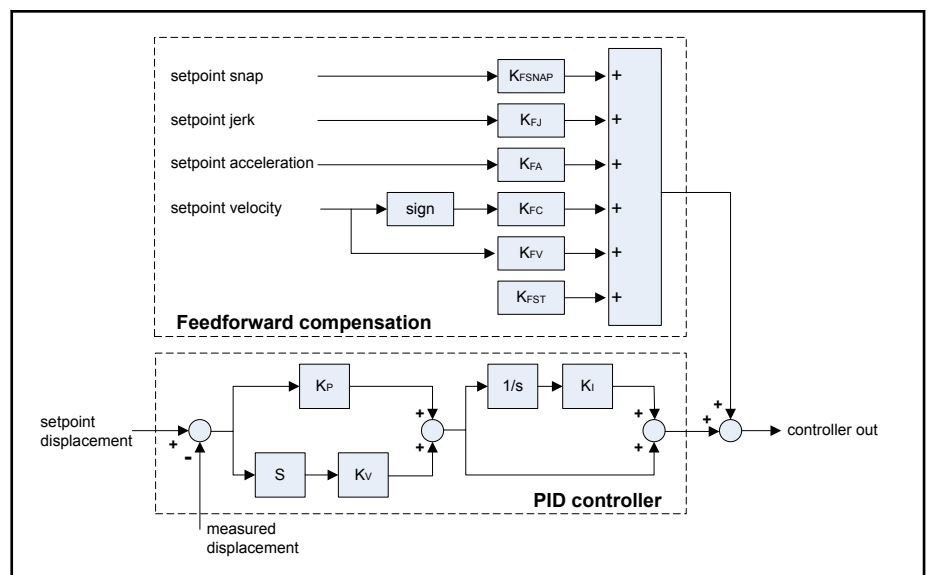 setpoint snap
KFSNAP
+
setpoint jerk
KFJ
+
setpoint acceleration
KFA
+
setpoint velocity
sign
KFC
+
KFV
+
KFST
+
Feedforward compensation
KP
1/s
KI
setpoint
displacement
+
-
+
+
+
+
+
+
controller out
S
KV
PID controller
measured
displacement